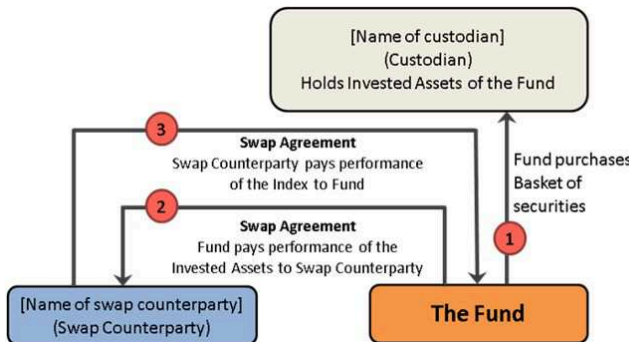 [Name of custodian]
(Custodian)
Holds Invested Assets of the Fund
3
Swap Agreement
Swap Counterparty pays performance
of the Index to Fund
Fund purchases
Basket of
securities
2
Swap Agreement
Fund pays performance of the
Invested Assets to Swap Counterparty
1
[Name of swap counterparty]
(Swap Counterparty)
The Fund